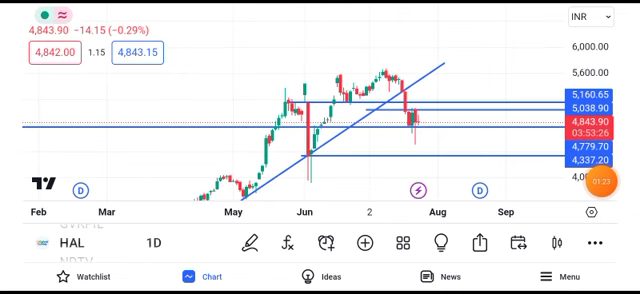 INR
4,843.90 −14.15 (−0.29%)
4,842.00
1.15
4,843.15
6,000.00
5,600.00
5,160.65
5,038.90
4,843.90
03:53:26
4,779.70
4,337.20
01:23
D
D
Feb
Mar
May
Jun
2
Aug
Sep
HAL
1D
NDTV
Watchlist
Chart
Ideas
News
Menu